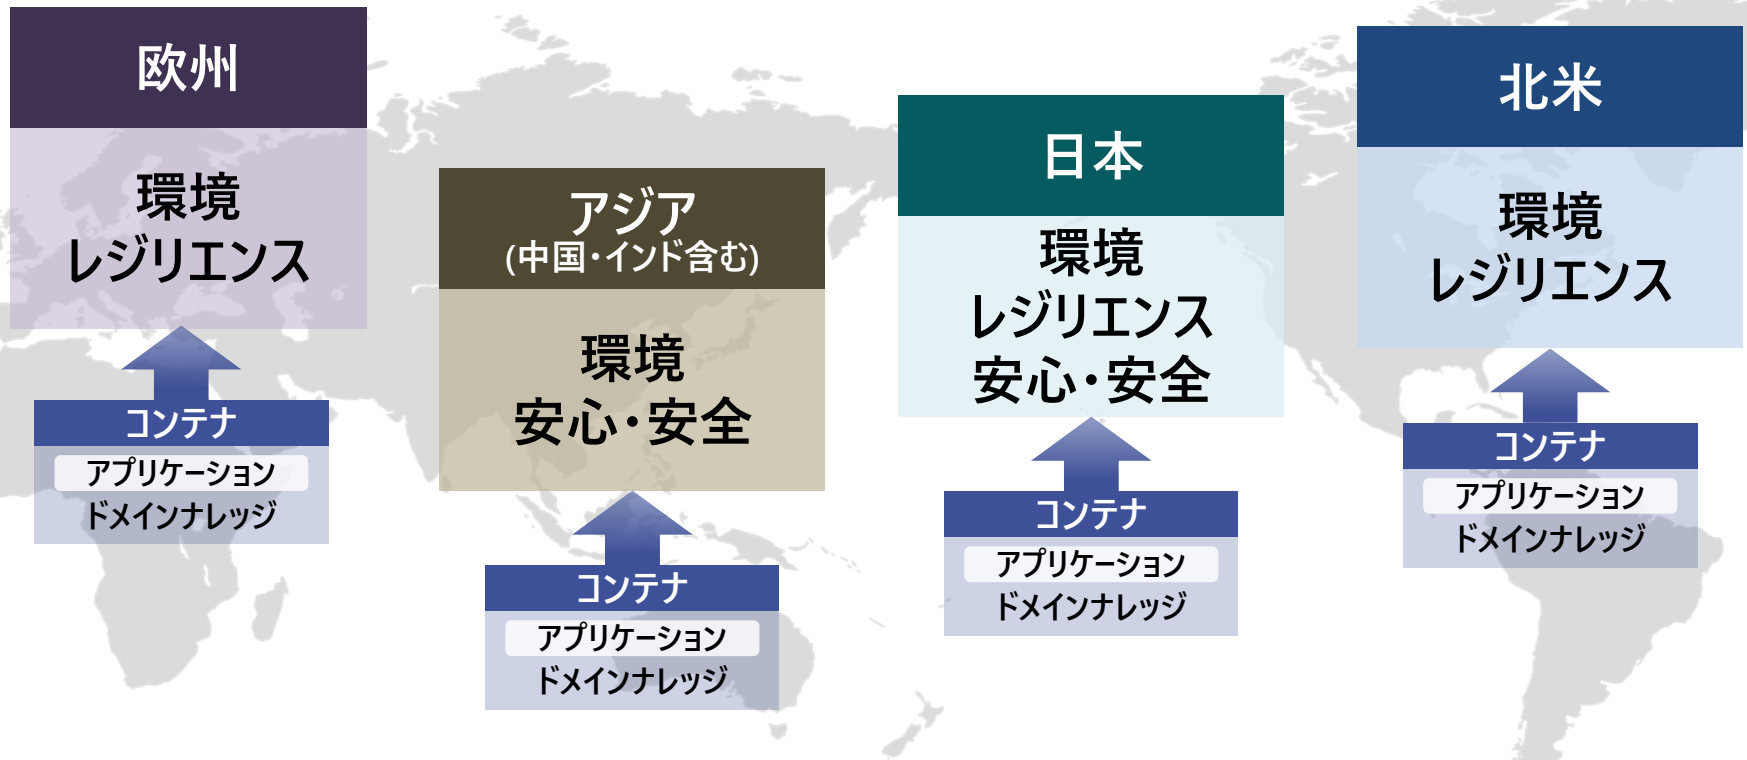 欧州
環境
レジリエンス
コンテナ
アプリケーション
ドメインナレッジ
アジア
(中国・インド含む)
環境
安心・安全
コンテナ
アプリケーション
ドメインナレッジ
日本
環境
レジリエンス
安心・安全
コンテナ
アプリケーション
ドメインナレッジ
北米
環境
レジリエンス
コンテナ
アプリケーション
ドメインナレッジ